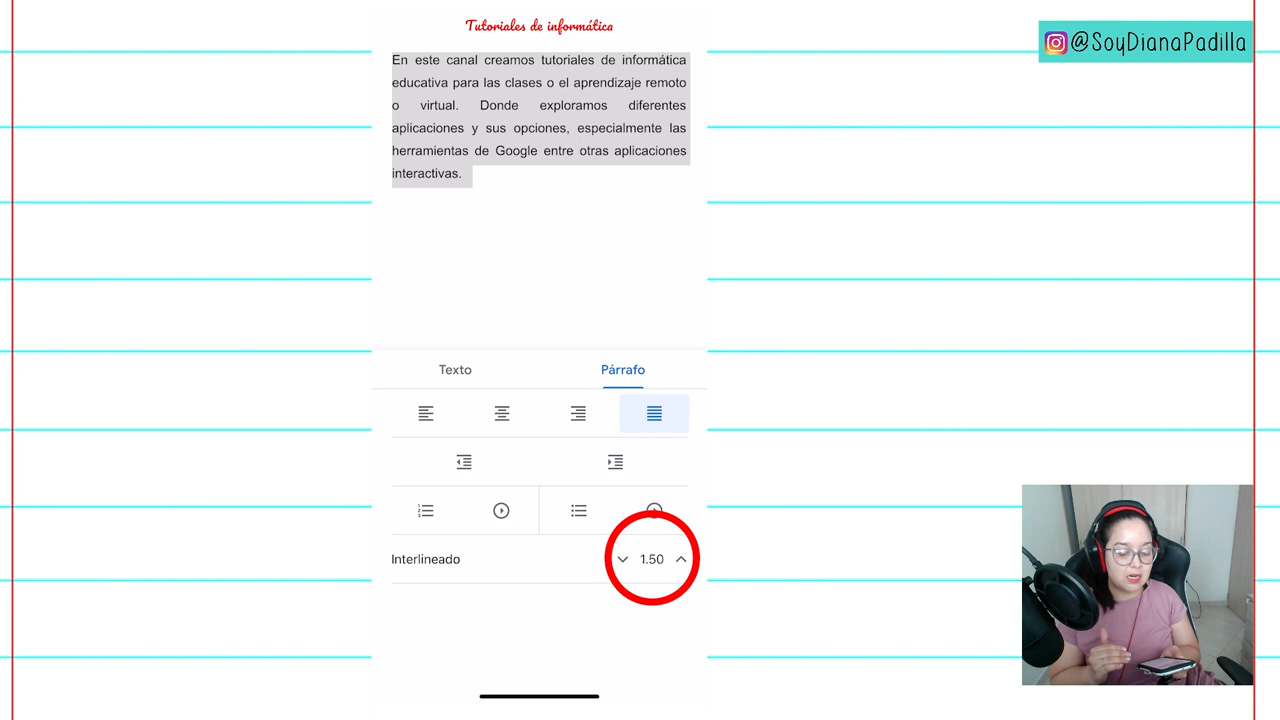 Tutoriales de informática
@SoyDianaPadilla
En este canal creamos tutoriales de informática
educativa para las clases o el aprendizaje remoto
o virtual. Donde exploramos diferentes
aplicaciones y sus opciones, especialmente las
herramientas de Google entre otras aplicaciones
interactivas.
Texto
Párrafo
Interlineado
1.50